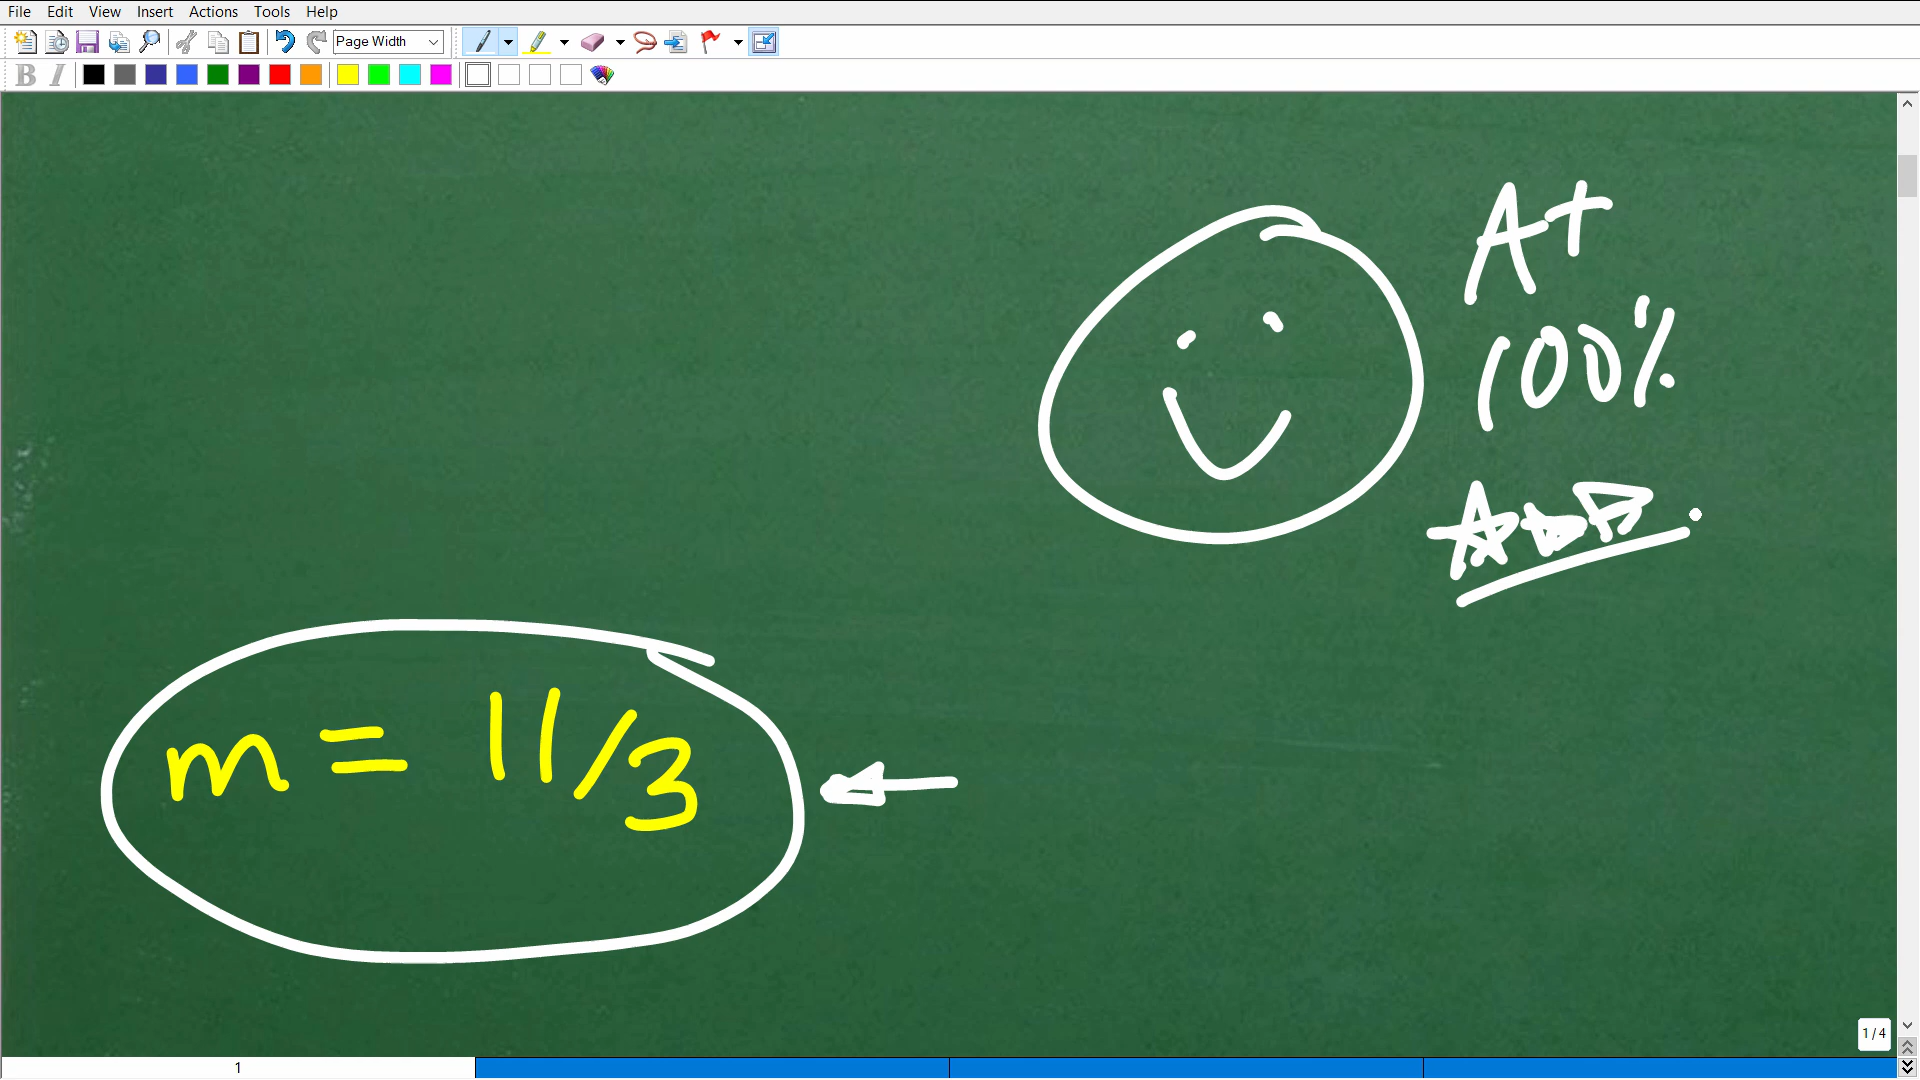 File Edit View Insert Actions Tools Help
Page Width
B I
A+
100%
m = 11/3
1 / 4
1